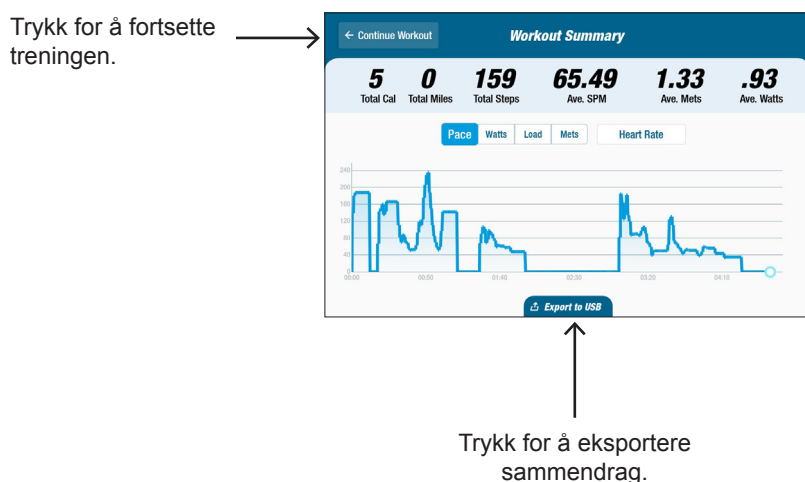 Trykk for å fortsette
treningen.
← Continue Workout
Workout Summary
5 0 159 65.49 1.33 .93
Total Cal Total Miles Total Steps Ave. SPM Ave. Mets Ave. Watts
Pace Watts Load Mets Heart Rate
240
200
160
120
80
40
0
00:00 00:50 01:40 02:30 03:20 04:10
Export to USB
Trykk for å eksportere
sammendrag.